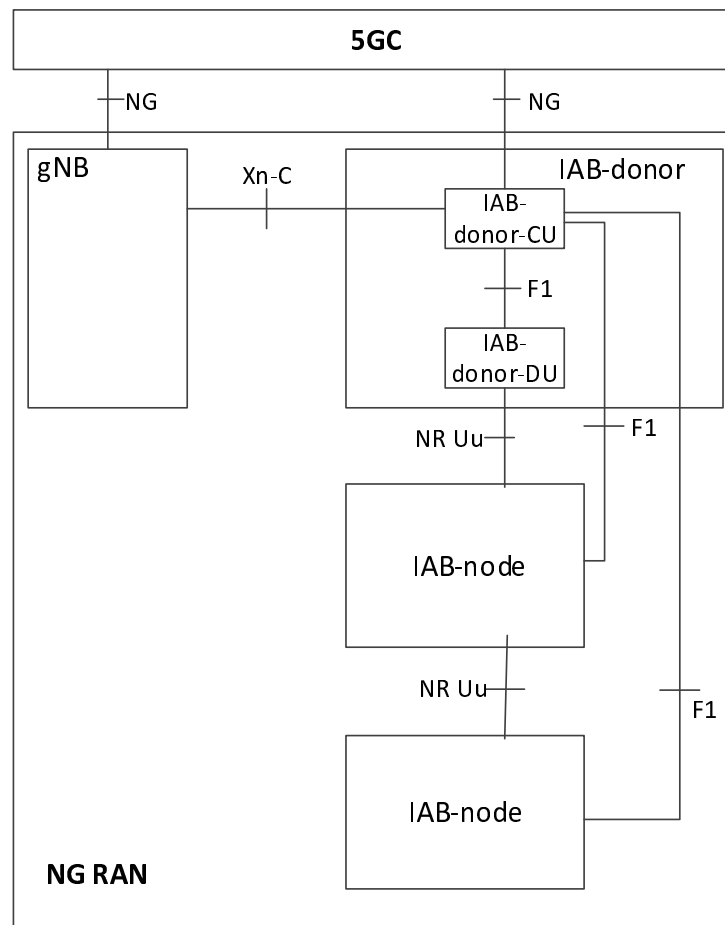 5GC
NG
NG
gNB
IAB-donor
Xn-C
IAB-
donor-CU
F1
IAB-
donor-DU
NR Uu
F1
IAB-node
NR Uu
F1
IAB-node
NG RAN